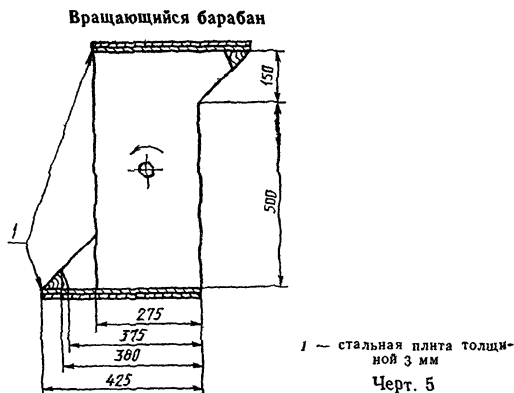 Вращающийся барабан
150
500
1
275
375
380
425
1 — стальная плита толщи-
ной 3 мм
Черт. 5